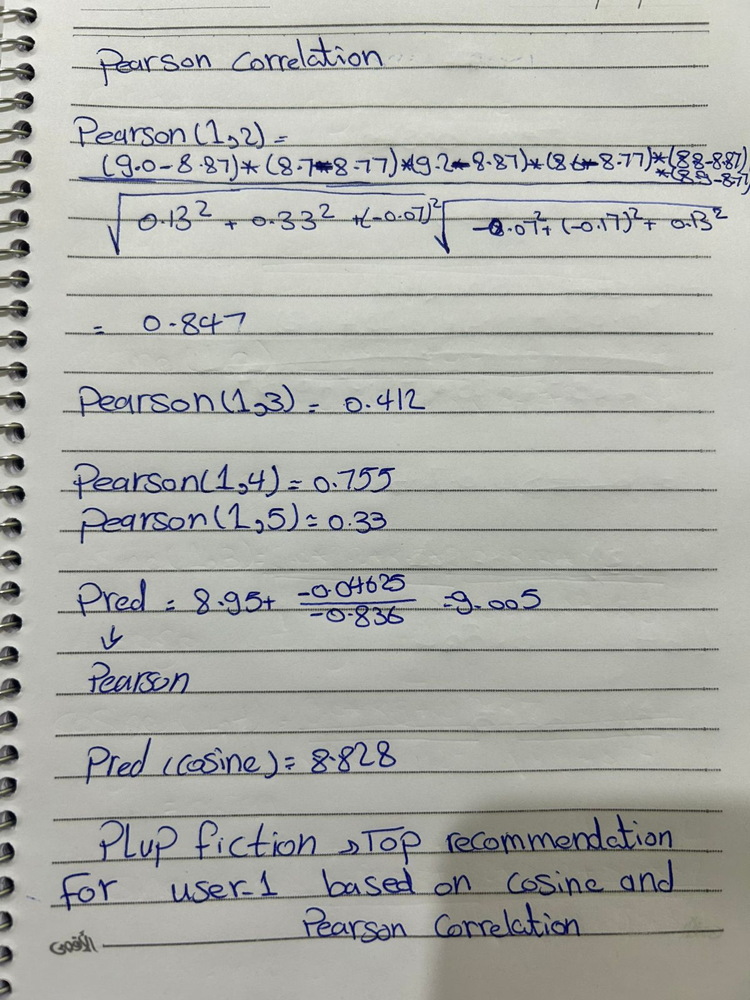 Pearson Correlation
Pearson(1,2) =
(9.0-8.87)*(8.7-8.77)*(9.2-8.87)*(8.6-8.77)*(8.8-8.87)
*(8.9-8.77)
√0.13² + 0.33² + (-0.07)² √-0.07² + (-0.17)² + 0.13²
= 0.847
Pearson(1,3) = 0.412
Pearson(1,4) = 0.755
Pearson(1,5) = 0.33
Pred = 8.95+ -0.04625/-0.836 = 9.005
↓
Pearson
Pred (cosine) = 8.828
PLup fiction → Top recommendation
For user-1 based on cosine and
Pearson Correlation
الأقصى